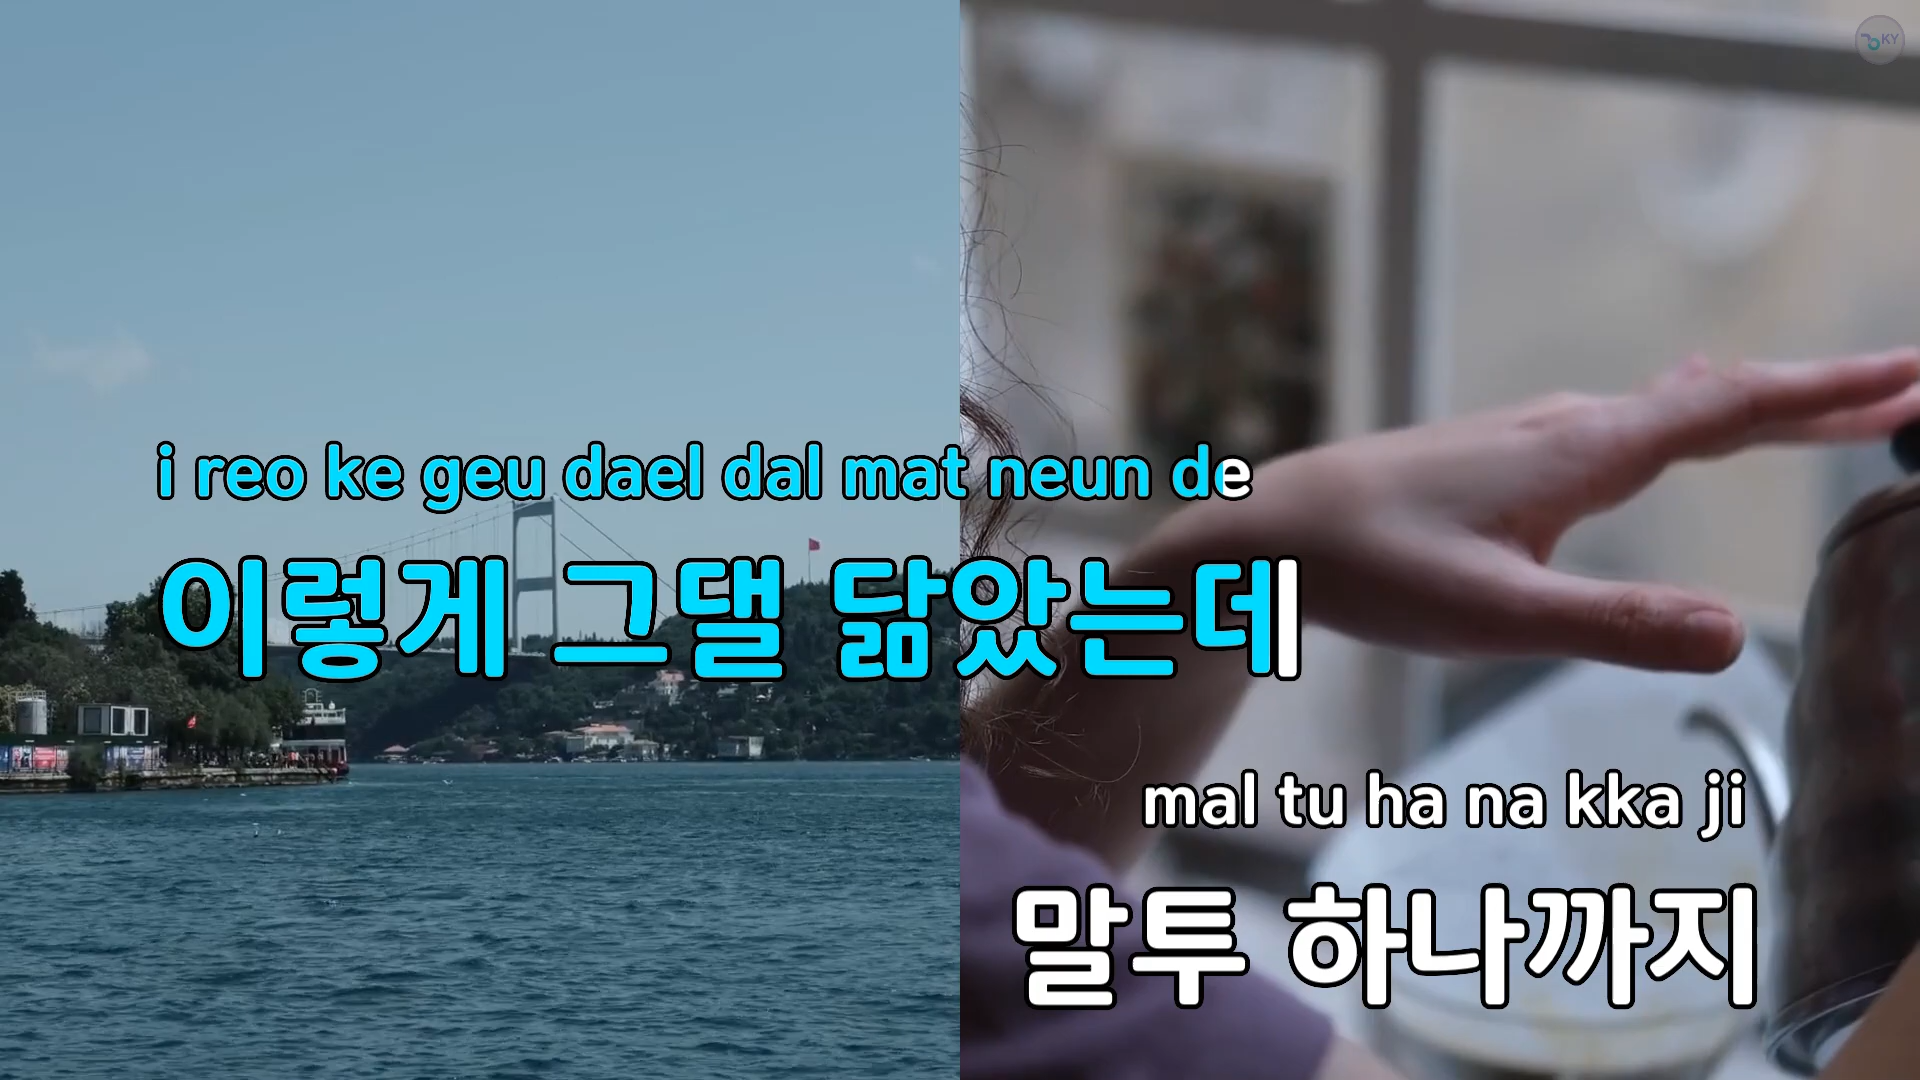 KY
i reo ke geu dael dal mat neun de
이렇게 그댈 닮았는데
mal tu ha na kka ji
말투 하나까지